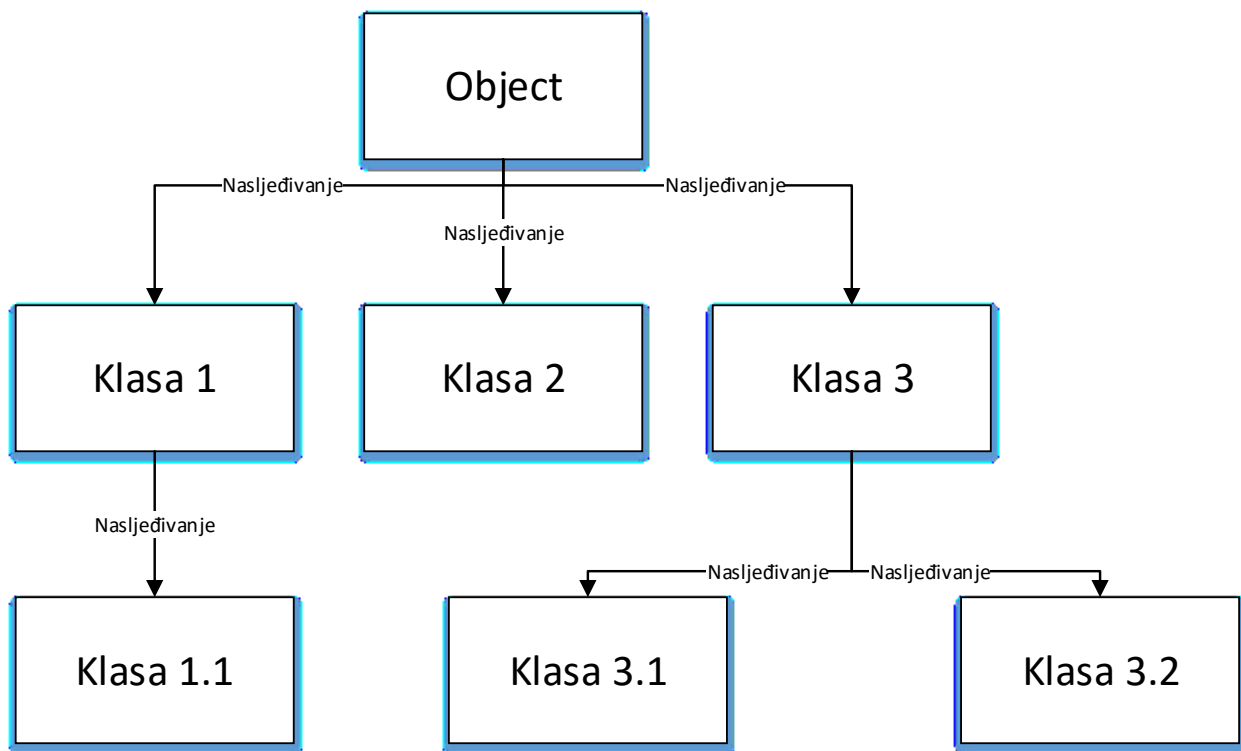 Object
Nasljeđivanje
Nasljeđivanje
Nasljeđivanje
Klasa 1
Klasa 2
Klasa 3
Nasljeđivanje
Nasljeđivanje
Nasljeđivanje
Klasa 1.1
Klasa 3.1
Klasa 3.2